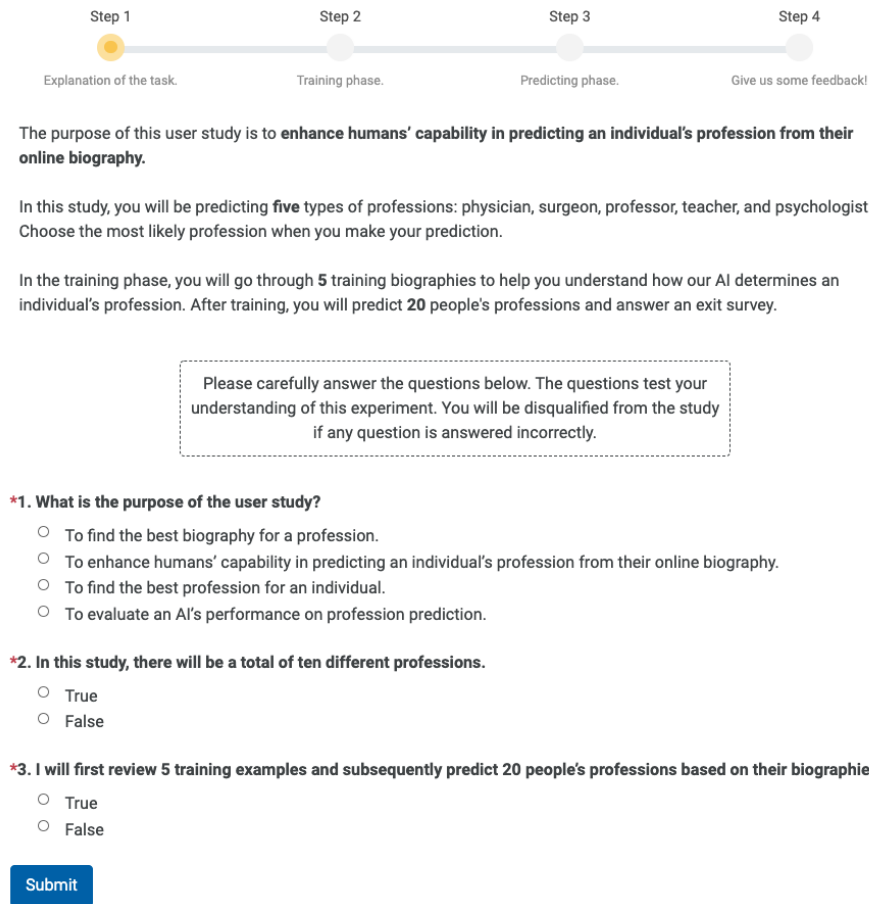 Step 1 Step 2 Step 3 Step 4
Explanation of the task. Training phase. Predicting phase. Give us some feedback!
The purpose of this user study is to enhance humans’ capability in predicting an individual’s profession from their
online biography.
In this study, you will be predicting five types of professions: physician, surgeon, professor, teacher, and psychologist
Choose the most likely profession when you make your prediction.
In the training phase, you will go through 5 training biographies to help you understand how our AI determines an
individual’s profession. After training, you will predict 20 people's professions and answer an exit survey.
Please carefully answer the questions below. The questions test your
understanding of this experiment. You will be disqualified from the study
if any question is answered incorrectly.
*1. What is the purpose of the user study?
To find the best biography for a profession.
To enhance humans’ capability in predicting an individual’s profession from their online biography.
To find the best profession for an individual.
To evaluate an AI’s performance on profession prediction.
*2. In this study, there will be a total of ten different professions.
True
False
*3. I will first review 5 training examples and subsequently predict 20 people’s professions based on their biographie
True
False
Submit